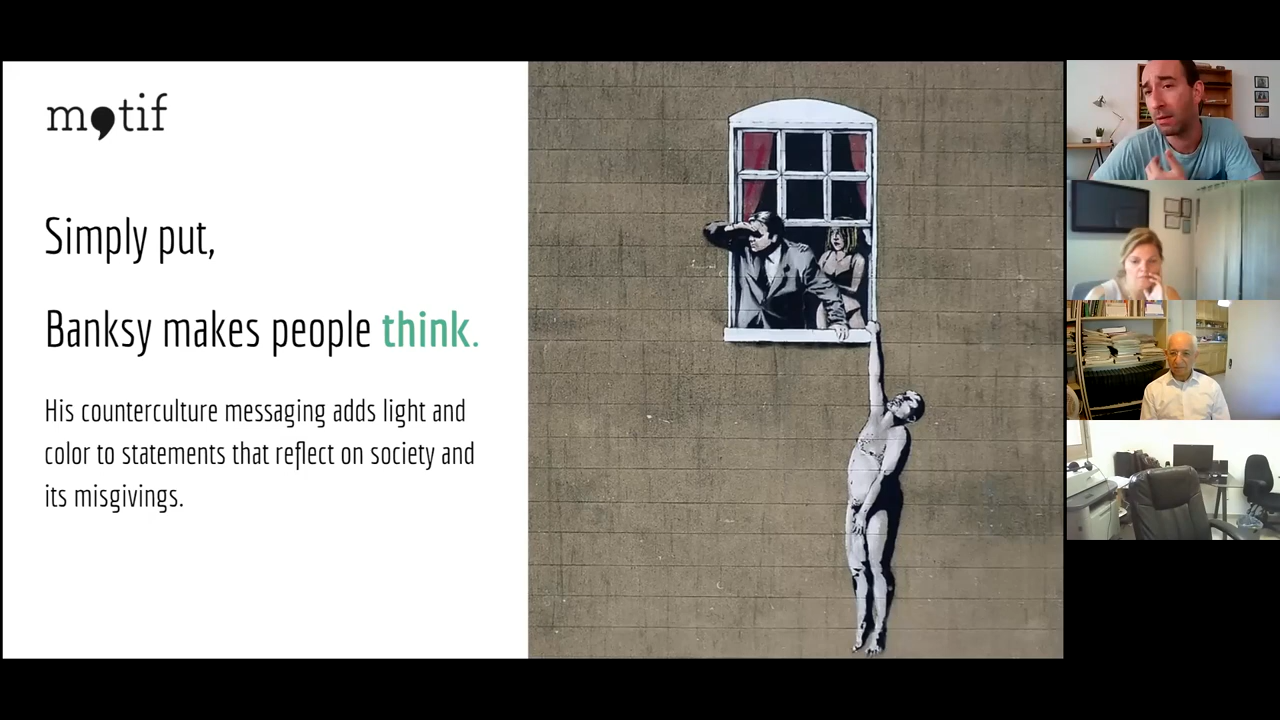 motif
Simply put,
Banksy makes people think.
His counterculture messaging adds light and
color to statements that reflect on society and
its misgivings.